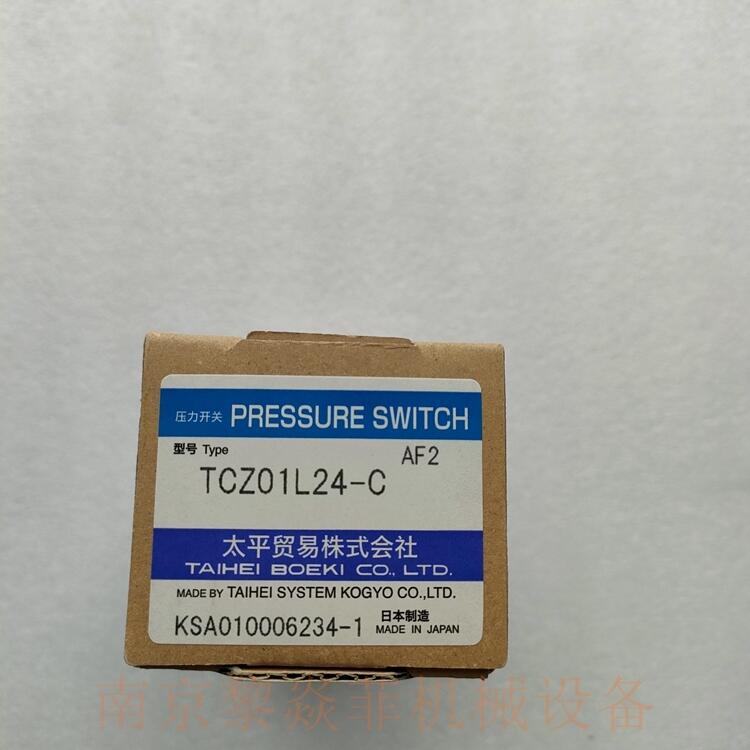 压力开关 PRESSURE SWITCH
型号 Type
AF2
TCZ01L24-C
太平贸易株式会社
TAIHEI BOEKI CO., LTD.
MADE BY TAIHEI SYSTEM KOGYO CO.,LTD.
KSA010006234-1
日本制造
MADE IN JAPAN
南京黎焱菲机械设备